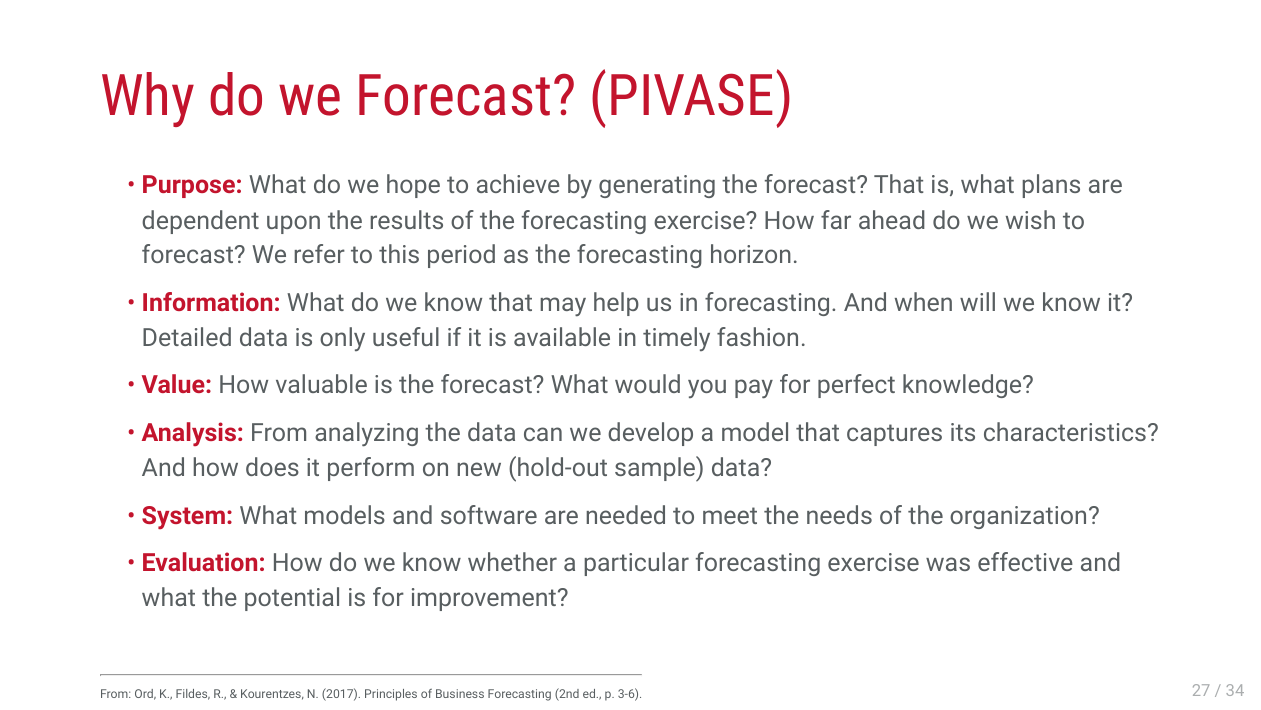 Why do we Forecast? (PIVASE)
• Purpose: What do we hope to achieve by generating the forecast? That is, what plans are
dependent upon the results of the forecasting exercise? How far ahead do we wish to
forecast? We refer to this period as the forecasting horizon.
• Information: What do we know that may help us in forecasting. And when will we know it?
Detailed data is only useful if it is available in timely fashion.
• Value: How valuable is the forecast? What would you pay for perfect knowledge?
• Analysis: From analyzing the data can we develop a model that captures its characteristics?
And how does it perform on new (hold-out sample) data?
• System: What models and software are needed to meet the needs of the organization?
• Evaluation: How do we know whether a particular forecasting exercise was effective and
what the potential is for improvement?
From: Ord, K., Fildes, R., & Kourentzes, N. (2017). Principles of Business Forecasting (2nd ed., p. 3-6).
27 / 34